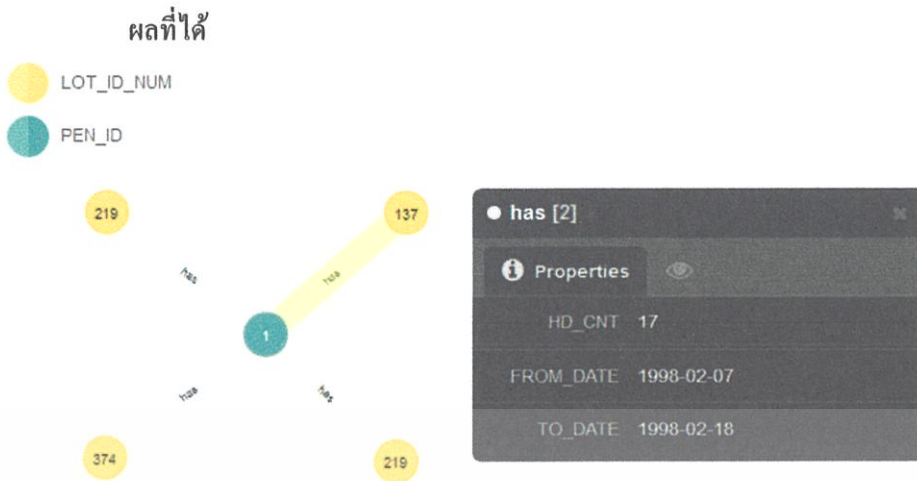 ผลที่ได้
LOT_ID_NUM
PEN_ID
219
137
has
has
1
has
has
374
219
has [2]
Properties
HD_CNT 17
FROM_DATE 1998-02-07
TO_DATE 1998-02-18